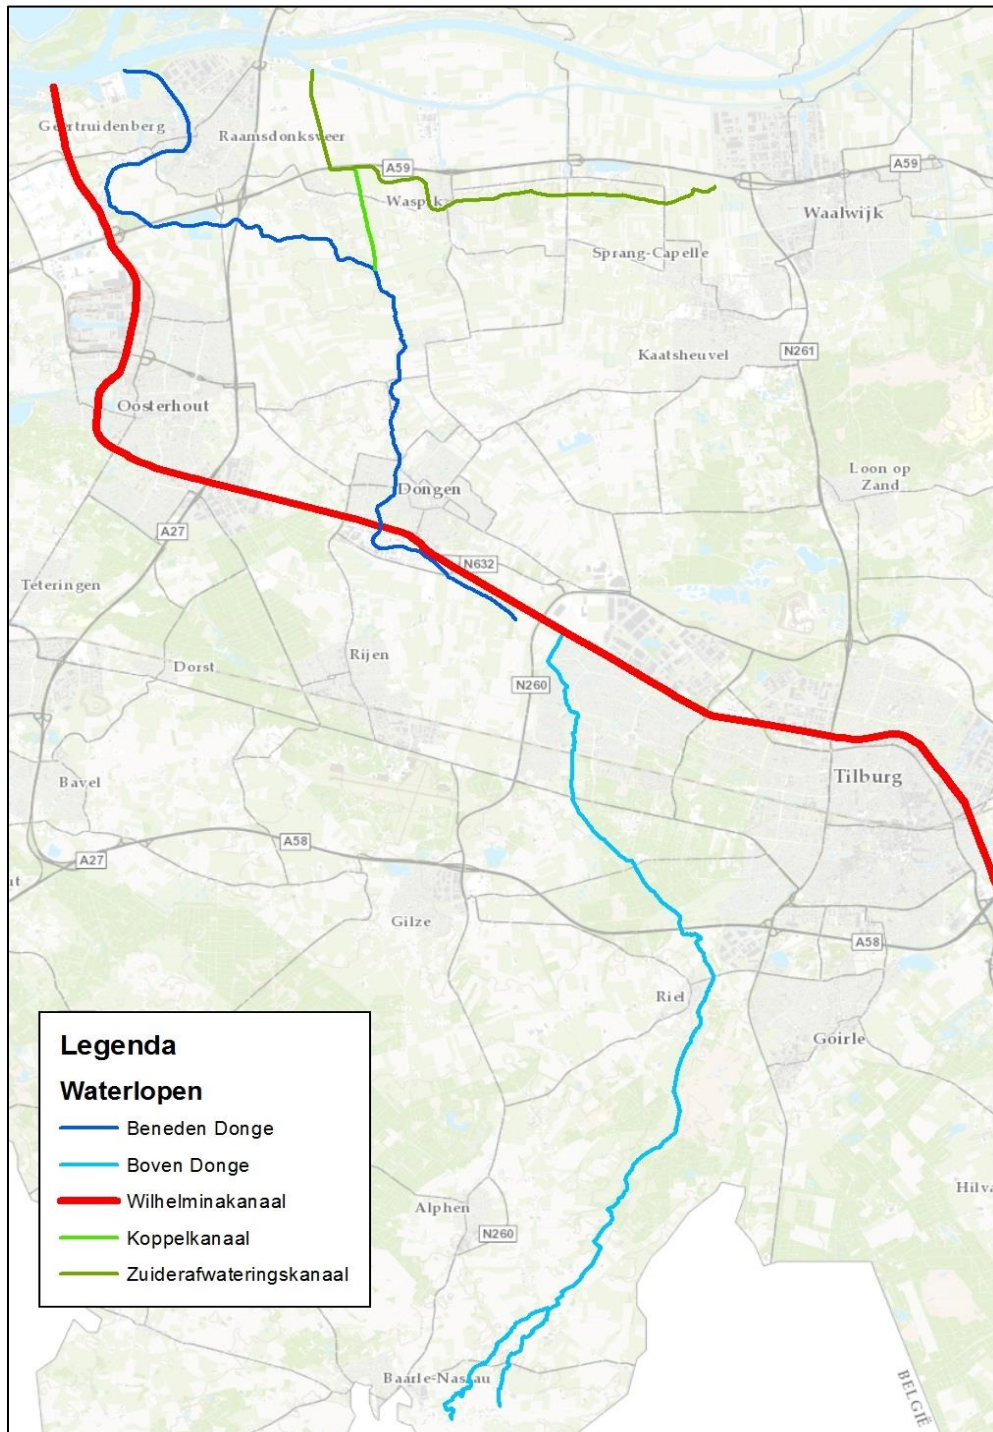 Geertruidenberg
Raamsdonksveer
A59
A59
Waspik
Waalwijk
Sprang-Capelle
Kaatsheuvel
N261
Oosterhout
Loon op
Zand
Dongen
A27
N632
Teteringen
Rijen
Dorst
N260
Tilburg
Bavel
A58
A27
Gilze
A58
Riel
Goirle
Legenda
Waterlopen
Beneden Donge
Boven Donge
Wilhelminakanaal
Koppelkanaal
Zuiderafwateringskanaal
Hilva
Alphen
N260
Baarle-Nassau
BELGIË